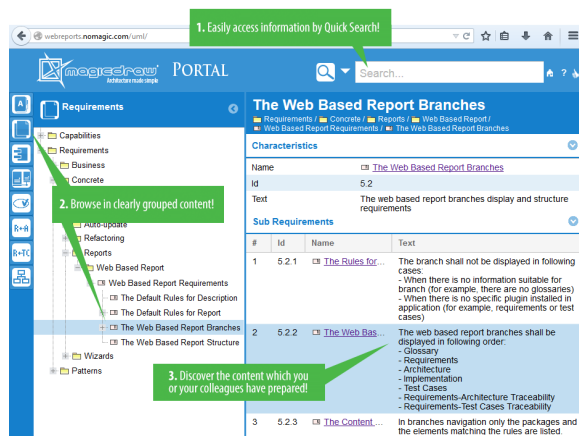 1. Easily access information by Quick Search!
webreports.nomagic.com/uml/
magicdraw
Architecture made simple
PORTAL
Search...
?
A
Requirements
Capabilities
Requirements
Business
Concrete
2. Browse in clearly grouped content!
Auto-update
Refactoring
Reports
Web Based Report
Web Based Report Requirements
The Default Rules for Description
The Default Rules for Report
The Web Based Report Branches
The Web Based Report Structure
Wizards
Patterns
R+A
R+TC
The Web Based Report Branches
Requirements / Concrete / Reports / Web Based Report /
Web Based Report Requirements / The Web Based Report Branches
Characteristics
Name The Web Based Report Branches
Id 5.2
Text The web based report branches display and structure
requirements
Sub Requirements
# Id Name Text
1 5.2.1 The Rules for... The branch shall not be displayed in following
cases:
- When there is no information suitable for
branch (for example, there are no glossaries)
- When there is no specific plugin installed in
application (for example, requirements or test
cases)
2 5.2.2 The Web Bas... The web based report branches shall be
displayed in following order:
- Glossary
- Requirements
- Architecture
- Implementation
- Test Cases
- Requirements-Architecture Traceability
- Requirements-Test Cases Traceability
3. Discover the content which you
or your colleagues have prepared!
3 5.2.3 The Content ... In branches navigation only the packages and
the elements matching the rules are listed.